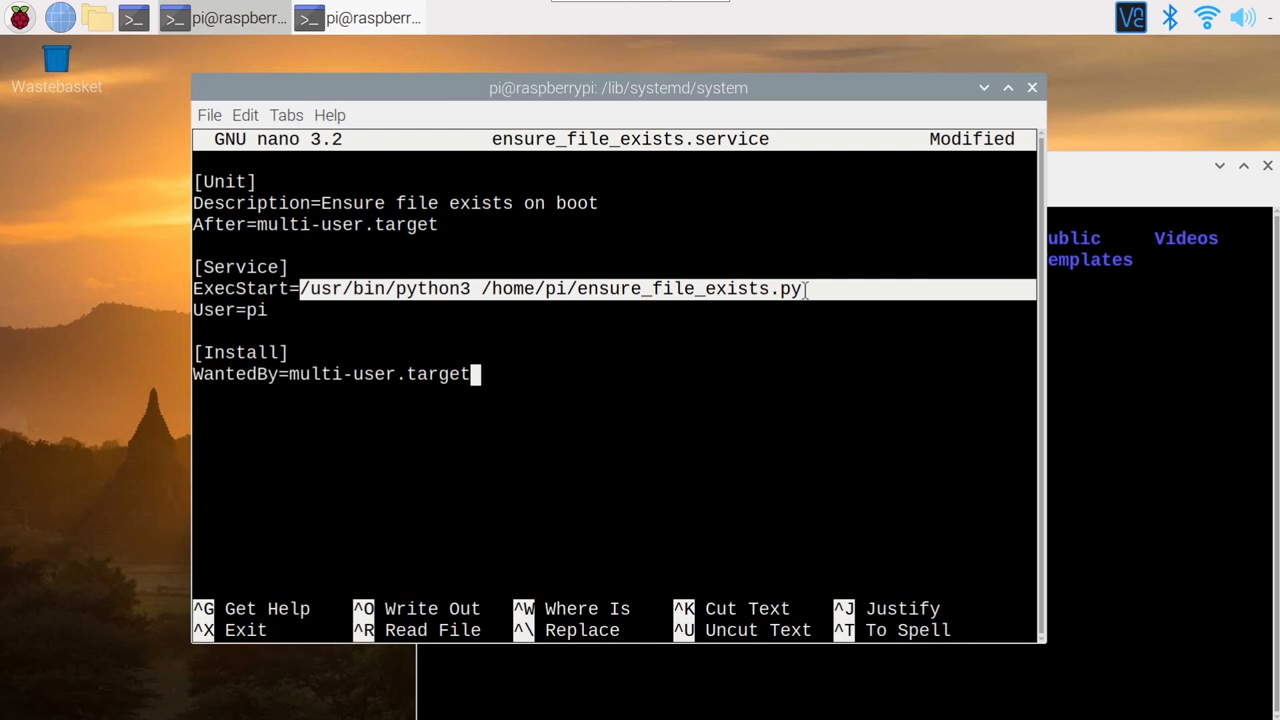 pi@raspberr...
pi@raspberr...
Wastebasket
pi@raspberrypi: /lib/systemd/system
File Edit Tabs Help
GNU nano 3.2 ensure_file_exists.service Modified
[Unit]
Description=Ensure file exists on boot
After=multi-user.target
[Service]
ExecStart=/usr/bin/python3 /home/pi/ensure_file_exists.py
User=pi
[Install]
WantedBy=multi-user.target
^G Get Help ^O Write Out ^W Where Is ^K Cut Text ^J Justify
^X Exit ^R Read File ^\ Replace ^U Uncut Text ^T To Spell
ublic Videos
emplates